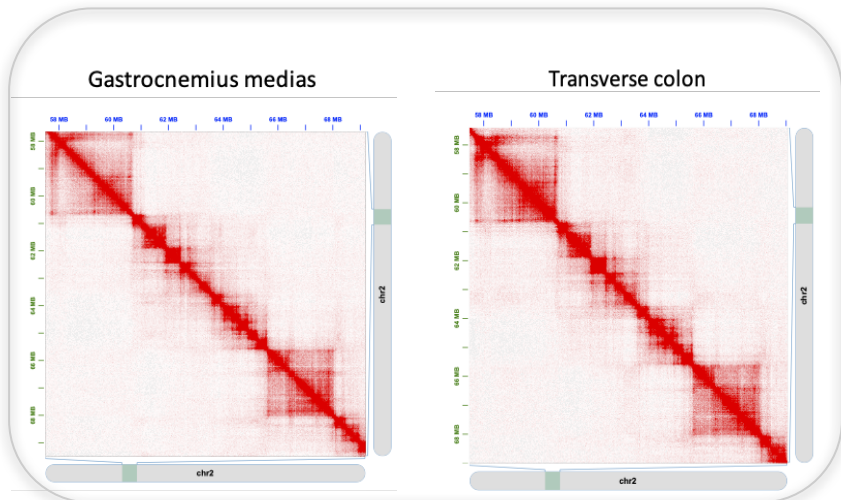 Gastrocnemius medias
Transverse colon
58 MB 60 MB 62 MB 64 MB 66 MB 68 MB
58 MB 60 MB 62 MB 64 MB 66 MB 68 MB
58 MB
60 MB
62 MB
64 MB
66 MB
68 MB
chr2
chr2
58 MB
60 MB
62 MB
64 MB
66 MB
68 MB
chr2
chr2